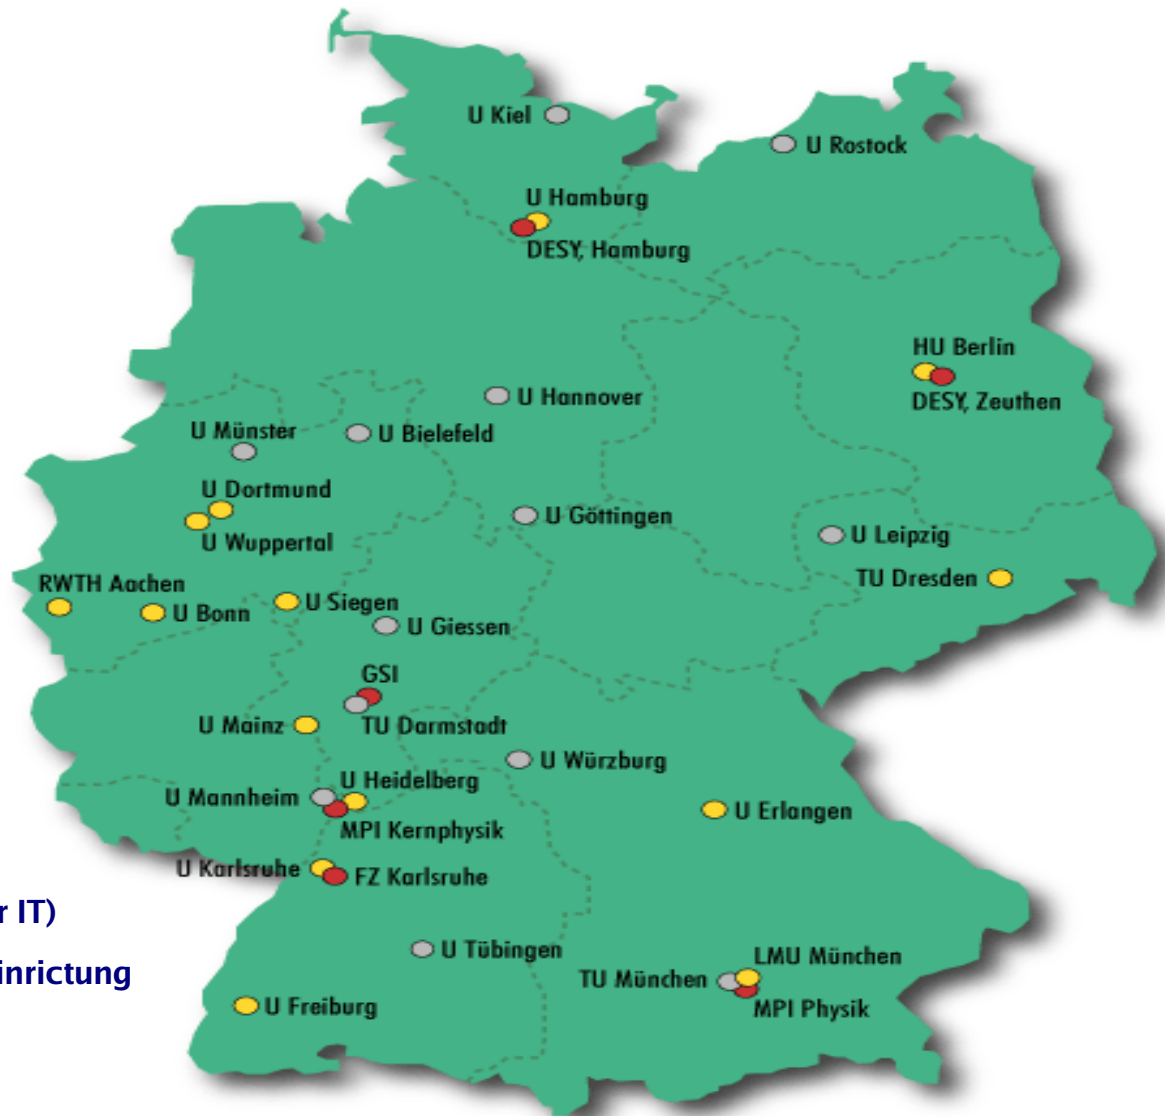 U Kiel
U Rostock
U Hamburg
DESY, Hamburg
HU Berlin
DESY, Zeuthen
U Hannover
U Münster
U Bielefeld
U Dortmund
U Wuppertal
U Göttingen
U Leipzig
TU Dresden
RWTH Aachen
U Bonn
U Siegen
U Giessen
GSI
TU Darmstadt
U Mainz
U Würzburg
U Heidelberg
U Mannheim
MPI Kernphysik
U Erlangen
U Karlsruhe
FZ Karlsruhe
r IT)
U Tübingen
LMU München
inrictung
TU München
MPI Physik
U Freiburg